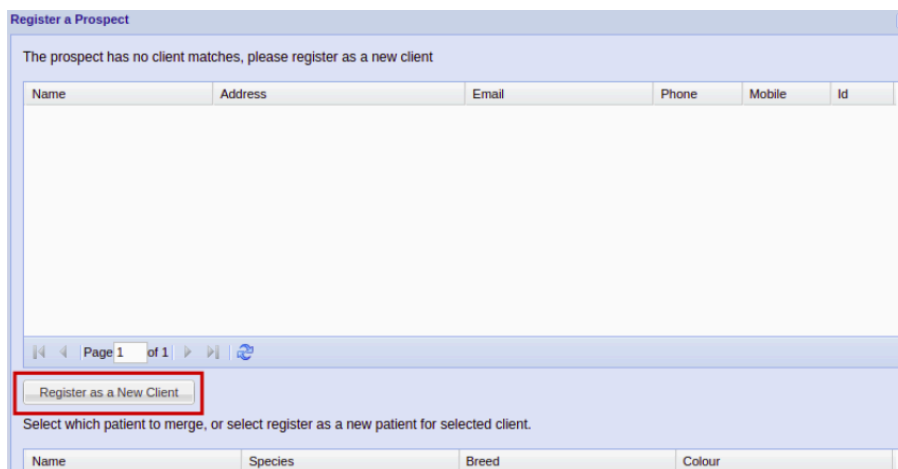 Register a Prospect
The prospect has no client matches, please register as a new client
Name Address Email Phone Mobile Id
Page 1 of 1
Register as a New Client
Select which patient to merge, or select register as a new patient for selected client.
Name Species Breed Colour